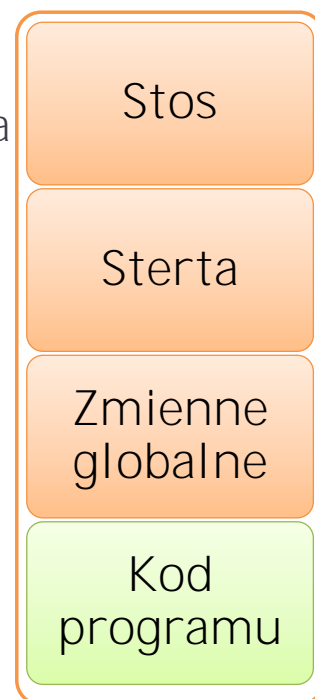 Stos
a
Sterta
Zmienne
globalne
Kod
programu